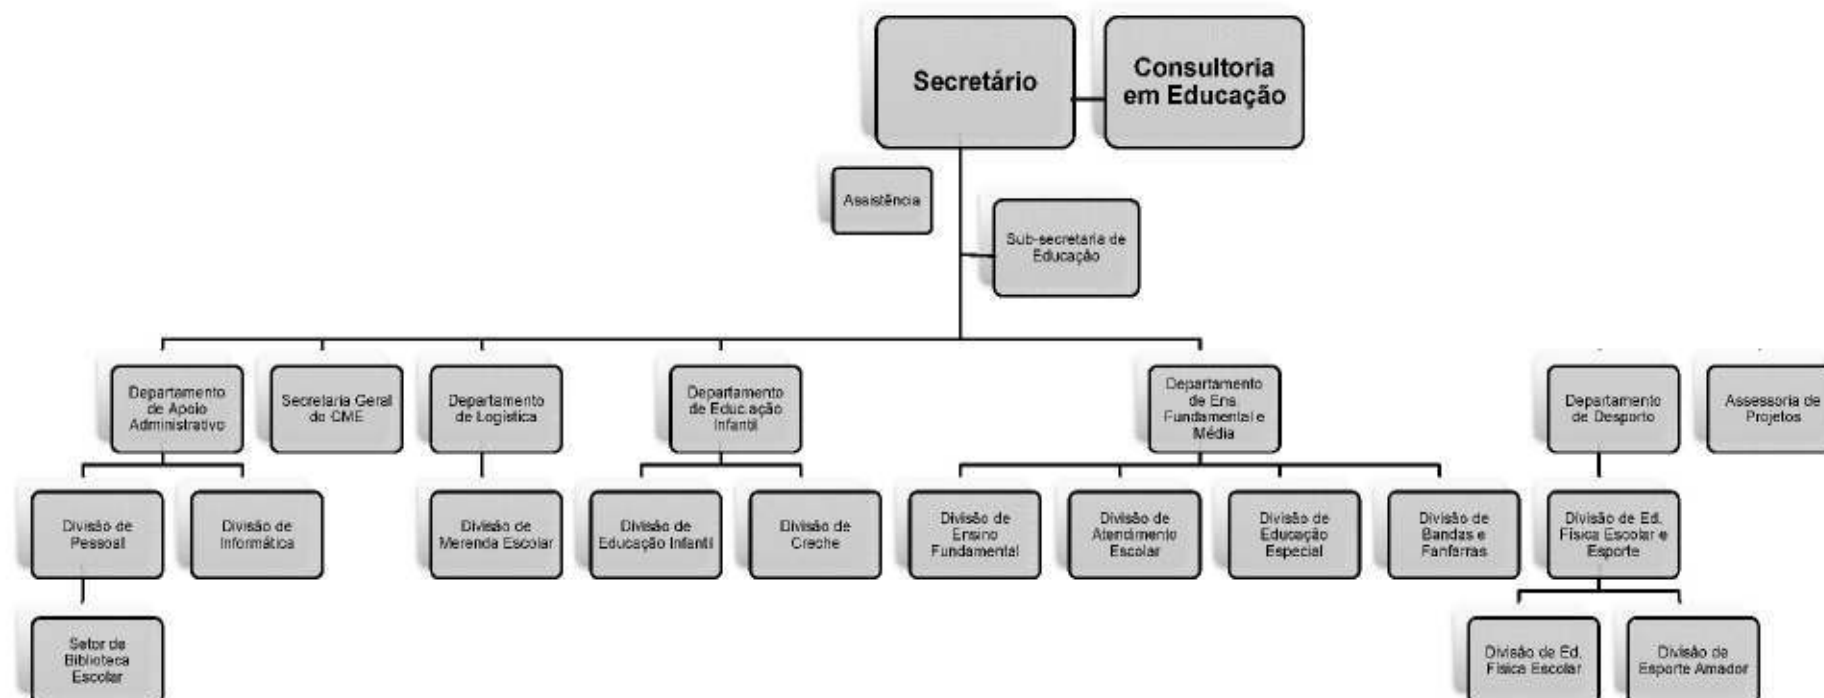 Secretário
Consultoria
em Educação
Assistência
Sub-secretaria de
Educação
Departamento
de Apoio
Administrativo
Secretaria Geral
do CME
Departamento
de Logística
Departamento
de Educação
Infantil
Departamento
de Ens.
Fundamental e
Média
Departamento
de Desporto
Assessoria de
Projetos
Divisão de
Pessoal
Divisão de
Informática
Divisão de
Merenda Escolar
Divisão de
Educação Infantil
Divisão de
Creche
Divisão de
Ensino
Fundamental
Divisão de
Atendimento
Escolar
Divisão de
Educação
Especial
Divisão de
Bandas e
Fanfarras
Divisão de Ed.
Física Escolar e
Esporte
Setor de
Biblioteca
Escolar
Divisão de Ed.
Física Escolar
Divisão de
Esporte Amador